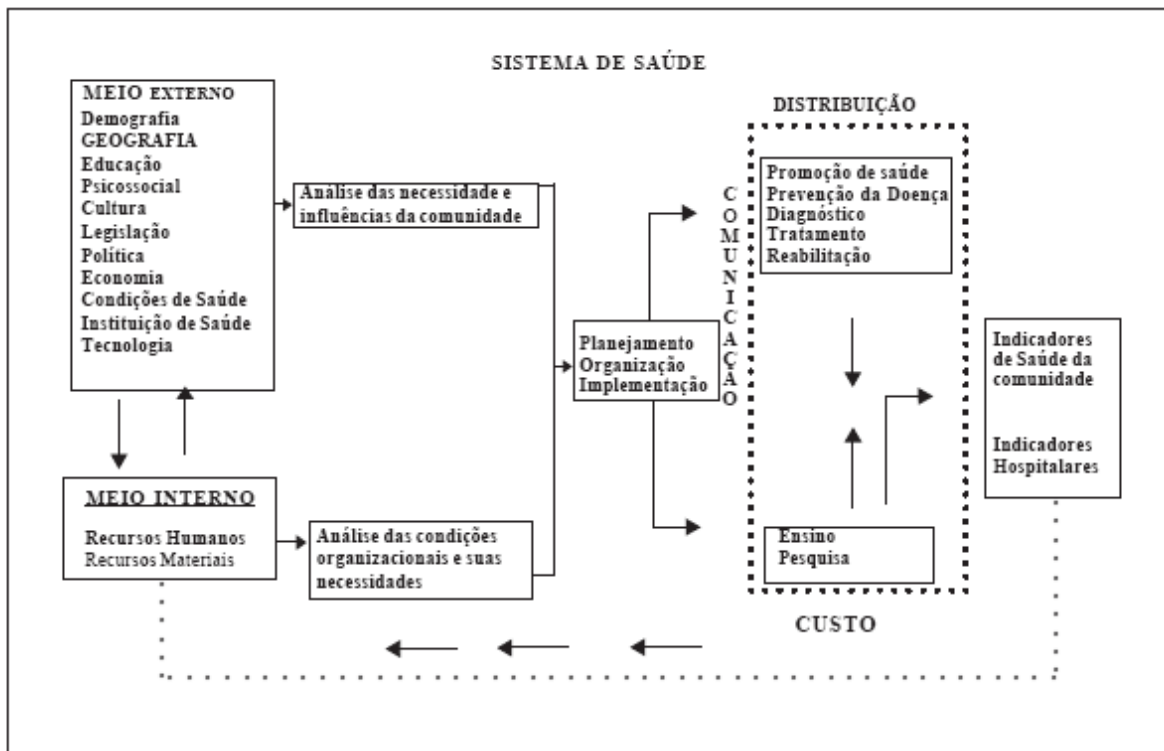 SISTEMA DE SAÚDE
MEIO EXTERNO
Demografia
GEOGRAFIA
Educação
Psicossocial
Cultura
Legislação
Política
Economia
Condições de Saúde
Instituição de Saúde
Tecnologia
Análise das necessidade e
influências da comunidade
MEIO INTERNO
Recursos Humanos
Recursos Materiais
Análise das condições
organizacionais e suas
necessidades
Planejamento
Organização
Implementação
COMUNICAÇÃO
DISTRIBUIÇÃO
Promoção de saúde
Prevenção da Doença
Diagnóstico
Tratamento
Reabilitação
Ensino
Pesquisa
CUSTO
Indicadores
de Saúde da
comunidade
Indicadores
Hospitalares